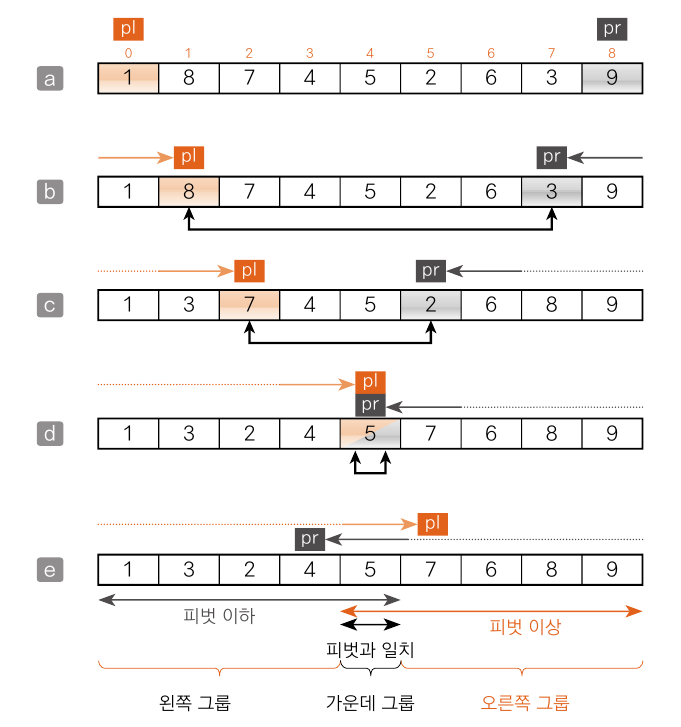 pl pr
0 1 2 3 4 5 6 7 8
a 1 8 7 4 5 2 6 3 9
pl pr
b 1 8 7 4 5 2 6 3 9
pl pr
c 1 3 7 4 5 2 6 8 9
pl
pr
d 1 3 2 4 5 7 6 8 9
pl
pr
e 1 3 2 4 5 7 6 8 9
피벗 이하
피벗 이상
피벗과 일치
왼쪽 그룹 가운데 그룹 오른쪽 그룹